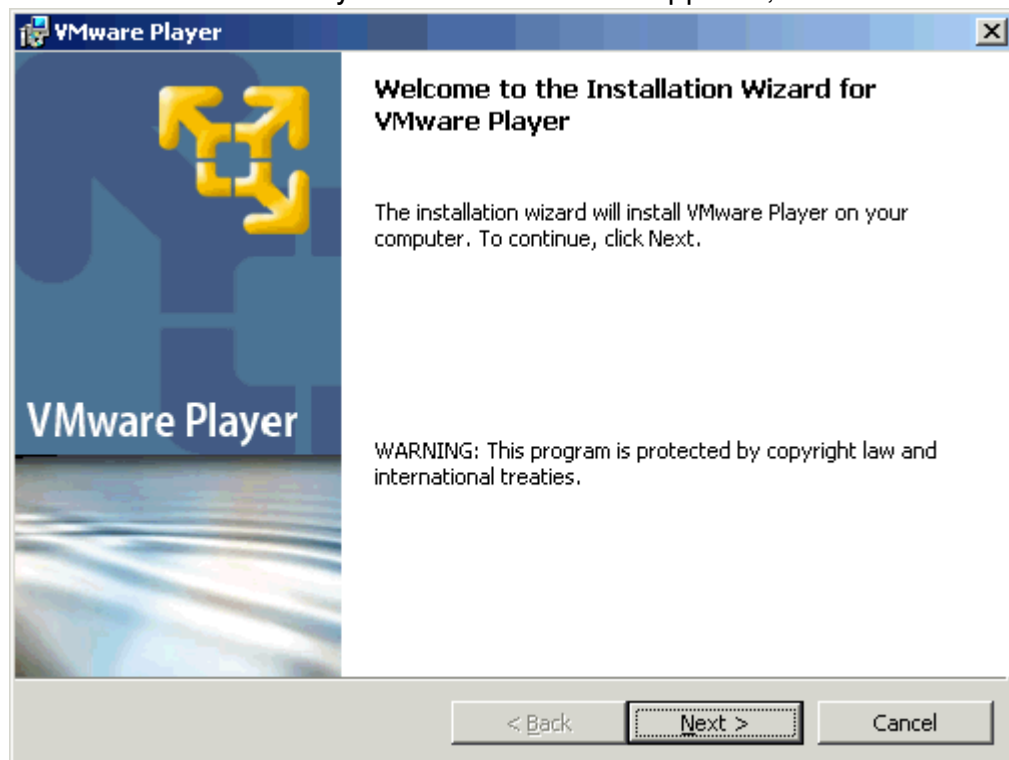 VMware Player
Welcome to the Installation Wizard for
VMware Player
The installation wizard will install VMware Player on your
computer. To continue, click Next.
VMware Player
WARNING: This program is protected by copyright law and
international treaties.
< Back
Next >
Cancel